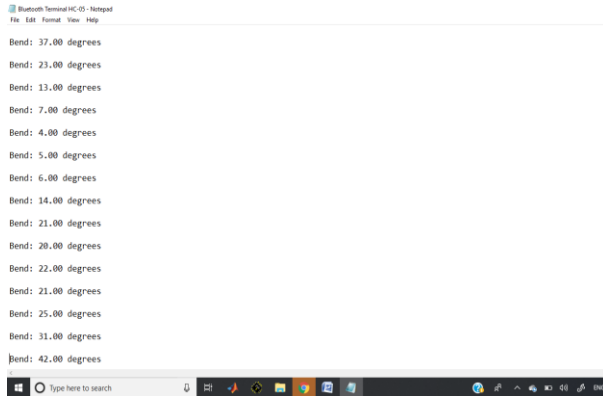 Bluetooth Terminal HC-05 - Notepad
File Edit Format View Help
Bend: 37.00 degrees
Bend: 23.00 degrees
Bend: 13.00 degrees
Bend: 7.00 degrees
Bend: 4.00 degrees
Bend: 5.00 degrees
Bend: 6.00 degrees
Bend: 14.00 degrees
Bend: 21.00 degrees
Bend: 20.00 degrees
Bend: 22.00 degrees
Bend: 21.00 degrees
Bend: 25.00 degrees
Bend: 31.00 degrees
Bend: 42.00 degrees
Type here to search
ENG